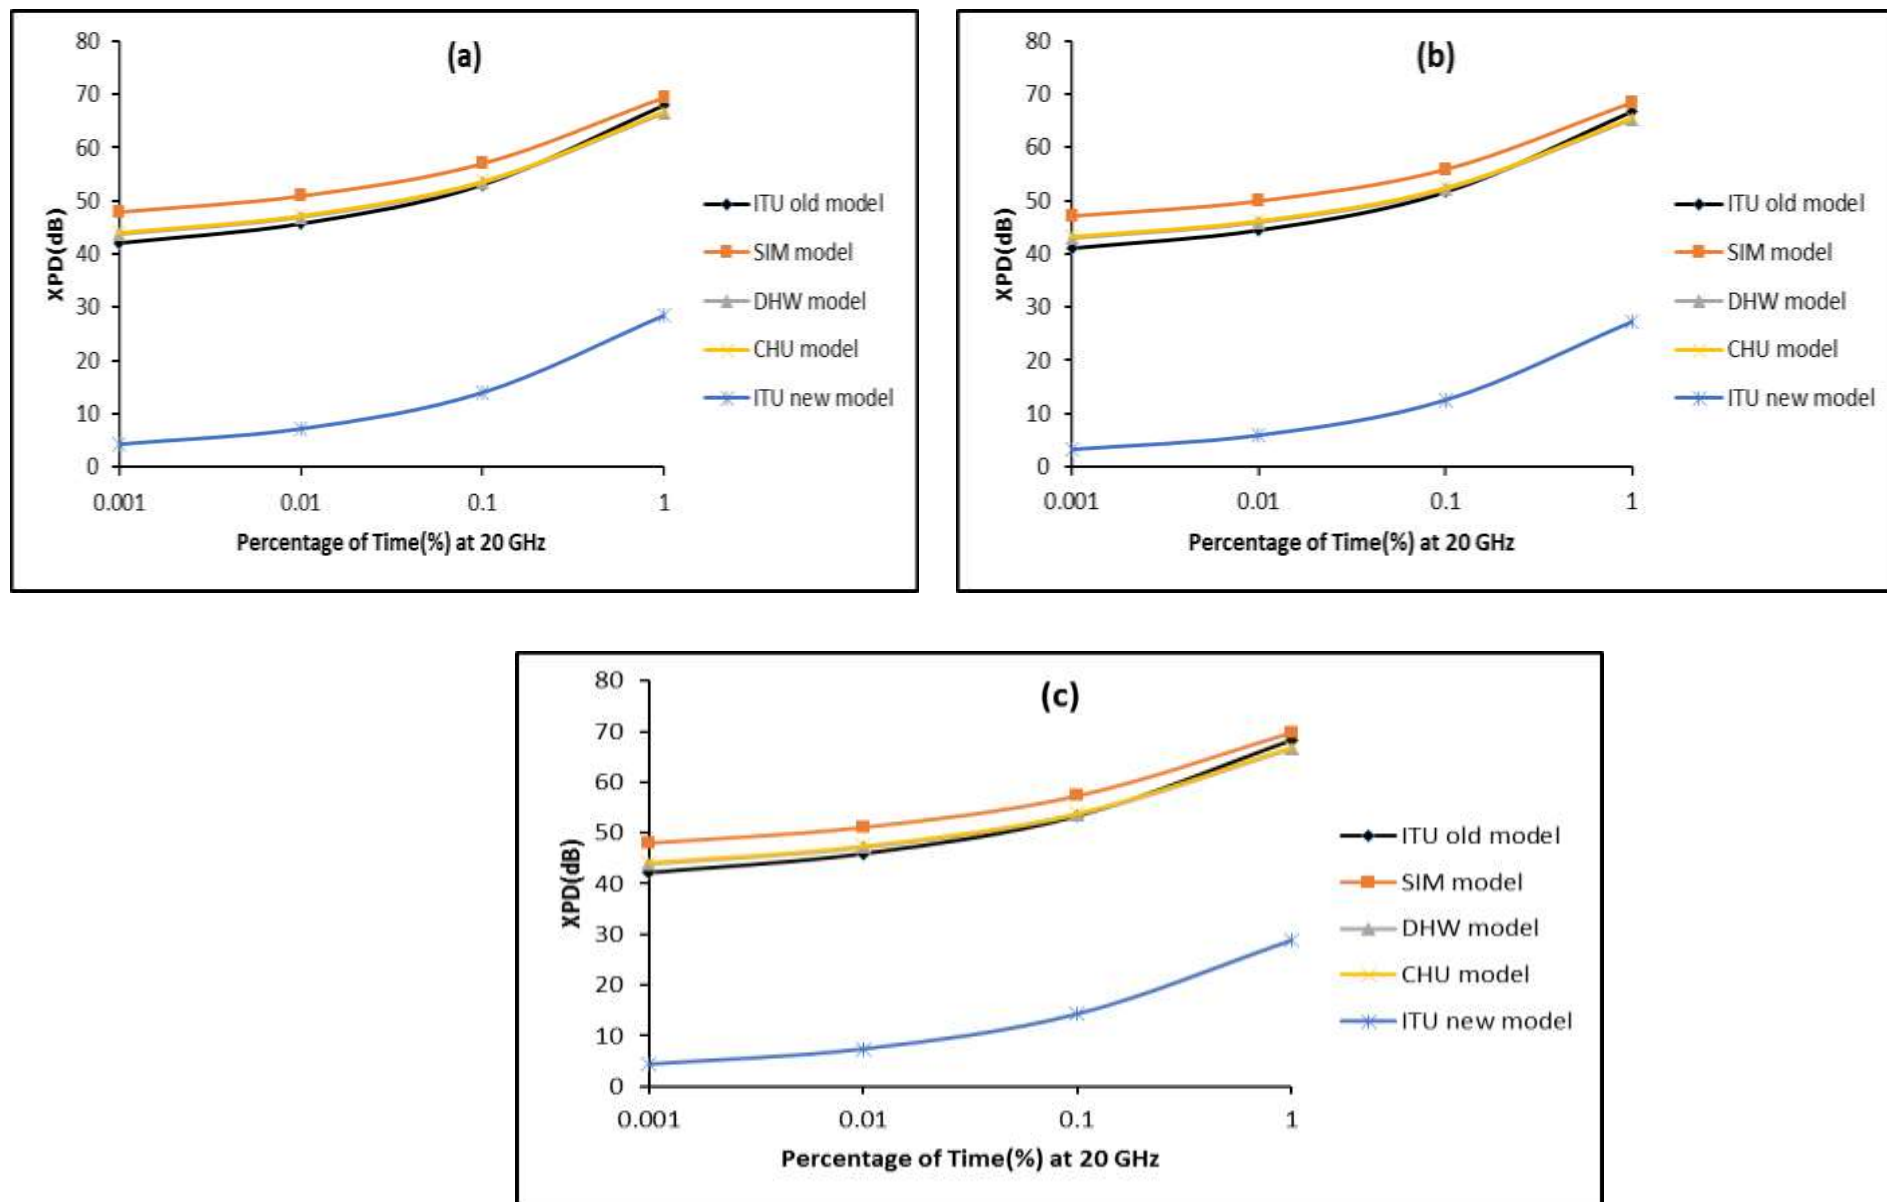 (a)
80
70
60
50
40
30
20
10
0
XPD(dB)
0.001 0.01 0.1 1
Percentage of Time(%) at 20 GHz
ITU old model
SIM model
DHW model
CHU model
ITU new model
(b)
80
70
60
50
40
30
20
10
0
XPD(dB)
0.001 0.01 0.1 1
Percentage of Time(%) at 20 GHz
ITU old model
SIM model
DHW model
CHU model
ITU new model
(c)
80
70
60
50
40
30
20
10
0
XPD(dB)
0.001 0.01 0.1 1
Percentage of Time(%) at 20 GHz
ITU old model
SIM model
DHW model
CHU model
ITU new model